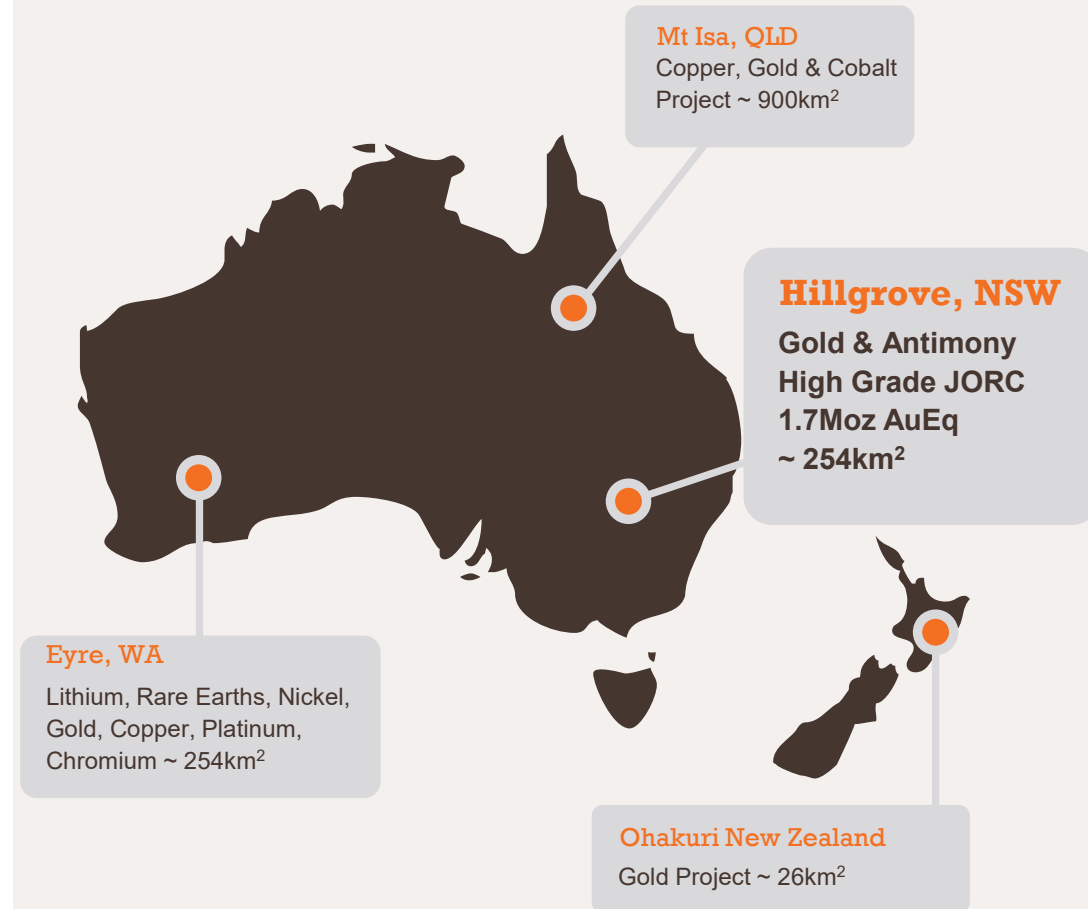 Mt Isa, QLD
Copper, Gold & Cobalt
Project ~ 900km²
Hillgrove, NSW
Gold & Antimony
High Grade JORC
1.7Moz AuEq
~ 254km²
Eyre, WA
Lithium, Rare Earths, Nickel,
Gold, Copper, Platinum,
Chromium ~ 254km²
Ohakuri New Zealand
Gold Project ~ 26km²